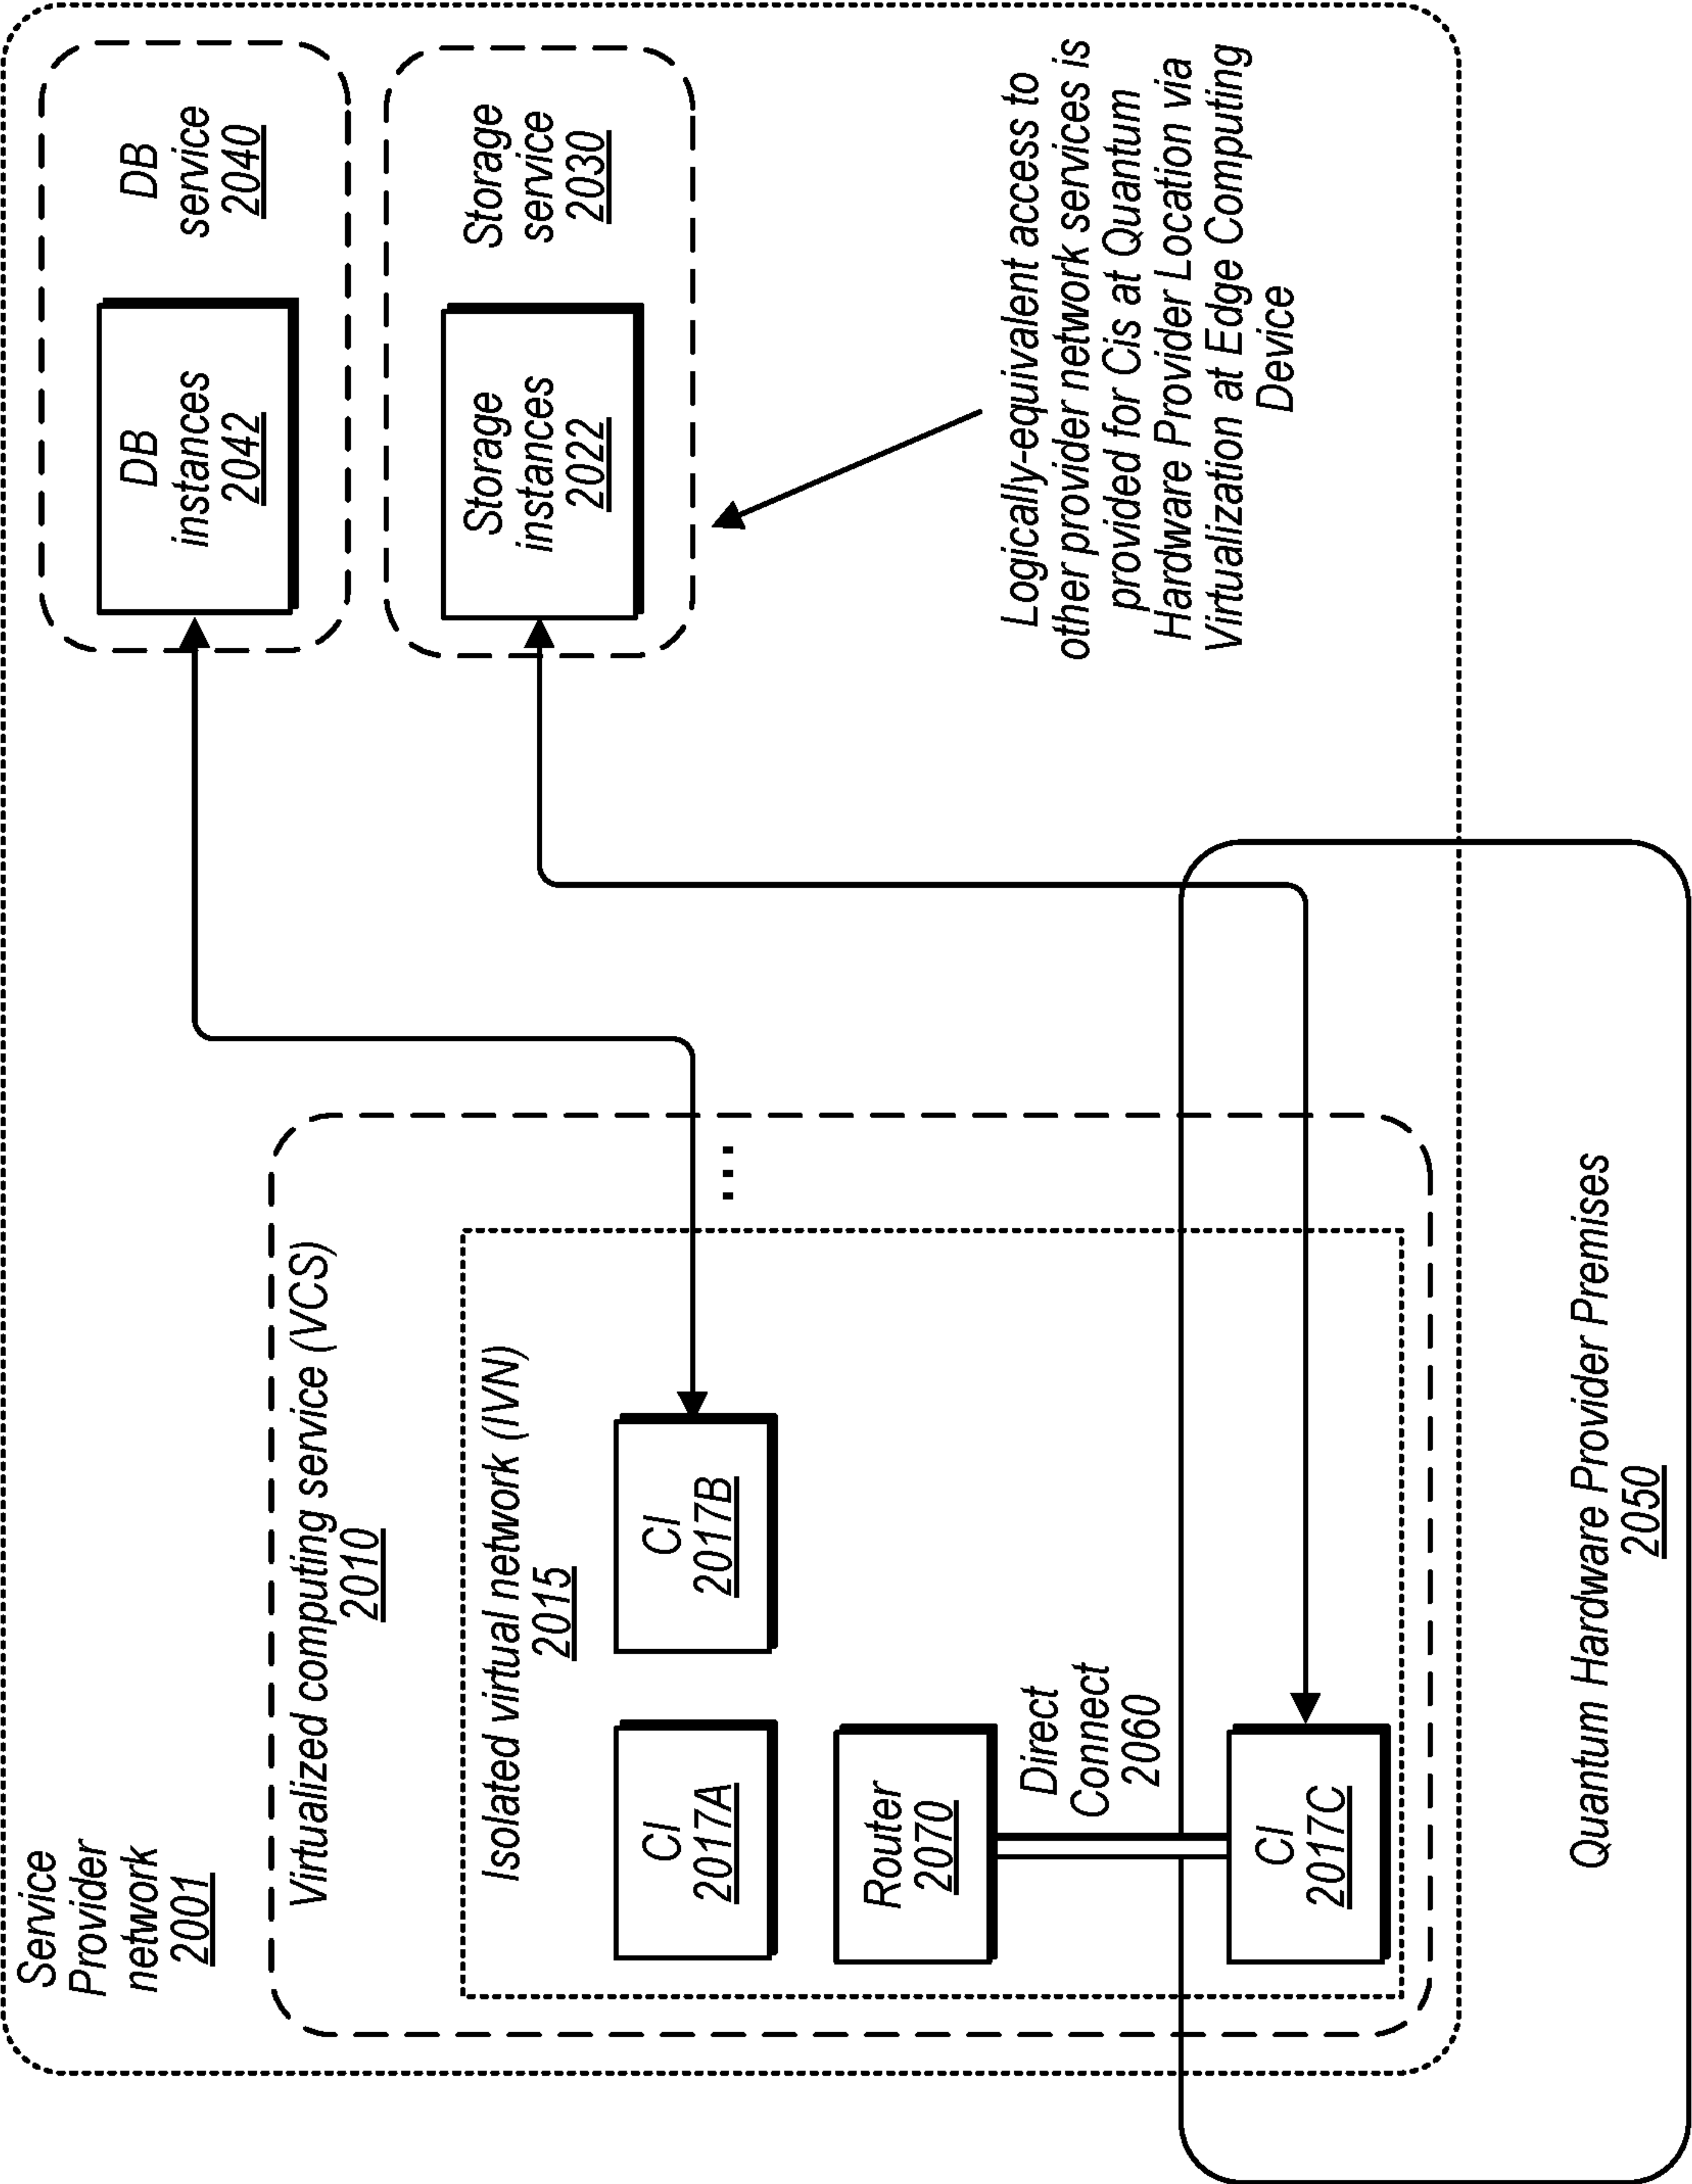 Service
Provider
network
2001
Virtualized computing service (VCS)
2010
Isolated virtual network (IVN)
2015
CI
2017A
CI
2017B
...
Router
2070
Direct
Connect
2060
CI
2017C
DB
instances
2042
DB
service
2040
Storage
instances
2022
Storage
service
2030
Logically-equivalent access to
other provider network services is
provided for Cis at Quantum
Hardware Provider Location via
Virtualization at Edge Computing
Device
Quantum Hardware Provider Premises
2050